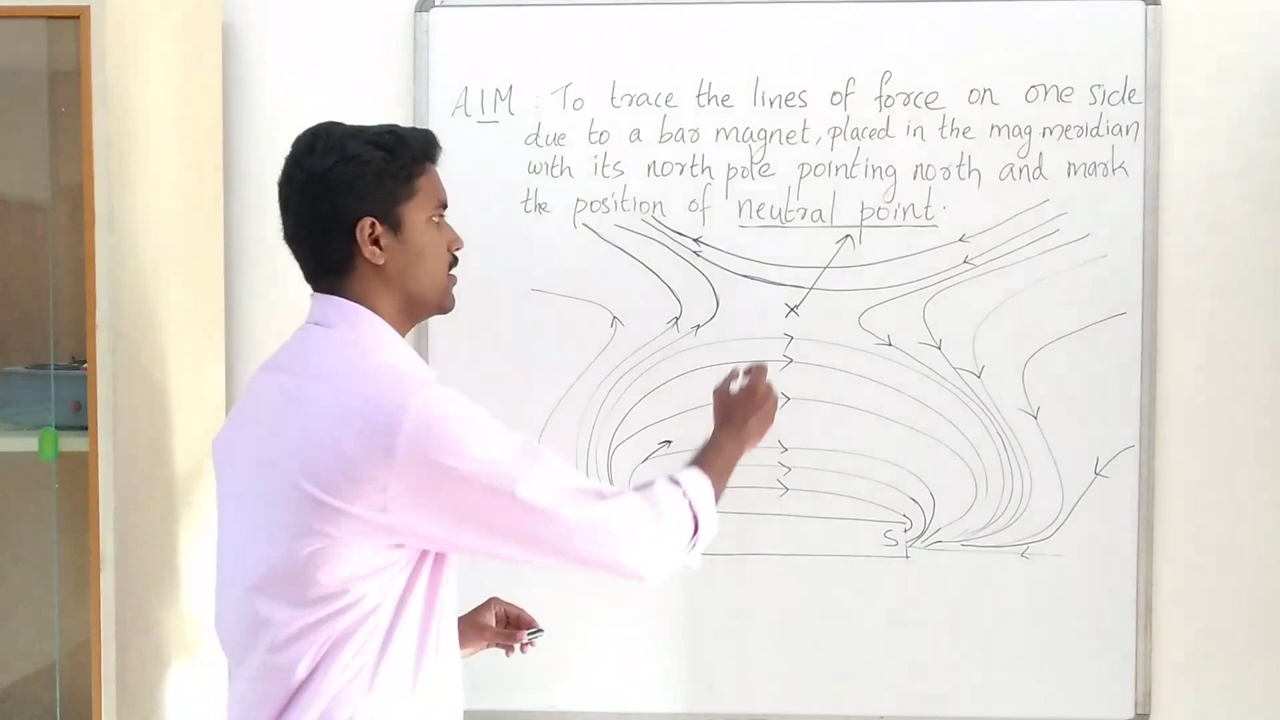 AIM : To trace the lines of force on one side
due to a bar magnet, placed in the mag meridian
with its north pole pointing north and mark
the position of neutral point.
S